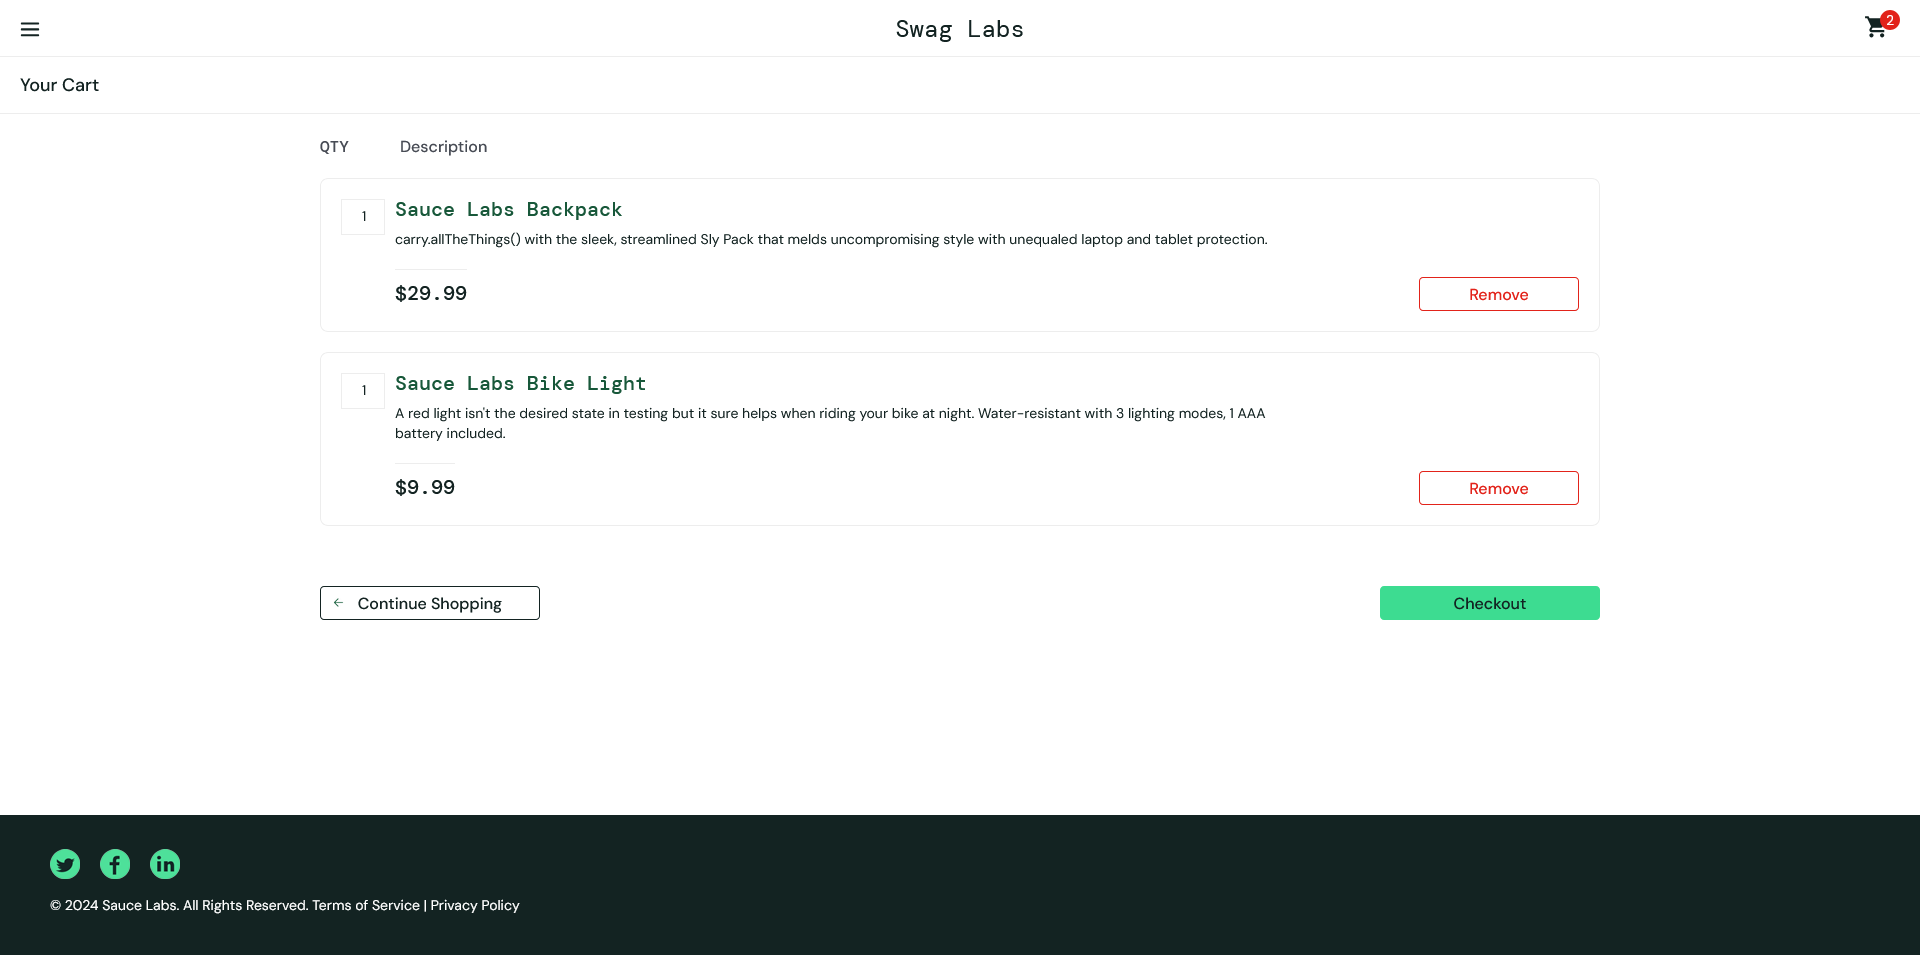 Swag Labs
2
Your Cart
QTY Description
1 Sauce Labs Backpack
carry.allTheThings() with the sleek, streamlined Sly Pack that melds uncompromising style with unequaled laptop and tablet protection.
$29.99 Remove
1 Sauce Labs Bike Light
A red light isn't the desired state in testing but it sure helps when riding your bike at night. Water-resistant with 3 lighting modes, 1 AAA
battery included.
$9.99 Remove
Continue Shopping Checkout
© 2024 Sauce Labs. All Rights Reserved. Terms of Service | Privacy Policy